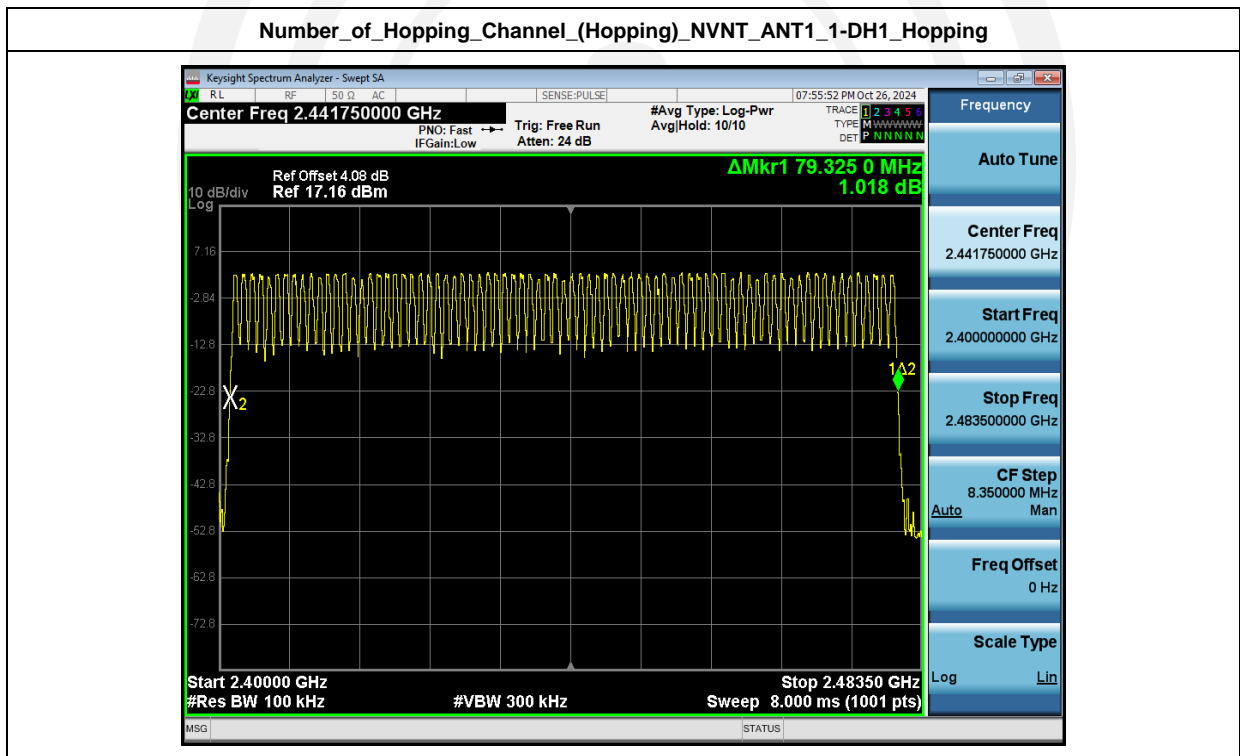 Number_of_Hopping_Channel_(Hopping)_NVNT_ANT1_1-DH1_Hopping
Keysight Spectrum Analyzer - Swept SA
LXI RL RF 50 Ω AC SENSE:PULSE 07:55:52 PM Oct 26, 2024
Center Freq 2.441750000 GHz
PNO: Fast
IFGain:Low
Trig: Free Run
Atten: 24 dB
#Avg Type: Log-Pwr
Avg|Hold: 10/10
TRACE 1 2 3 4 5 6
TYPE M WWWWW
DET P N N N N N
ΔMkr1 79.325 0 MHz
1.018 dB
Ref Offset 4.08 dB
10 dB/div Ref 17.16 dBm
Log
7.16
-2.84
-12.8
-22.8
-32.8
-42.8
-52.8
-62.8
-72.8
2
1Δ2
Start 2.40000 GHz
Stop 2.48350 GHz
#Res BW 100 kHz
#VBW 300 kHz
Sweep 8.000 ms (1001 pts)
MSG
STATUS
Frequency
Auto Tune
Center Freq
2.441750000 GHz
Start Freq
2.400000000 GHz
Stop Freq
2.483500000 GHz
CF Step
8.350000 MHz
Auto Man
Freq Offset
0 Hz
Scale Type
Log Lin